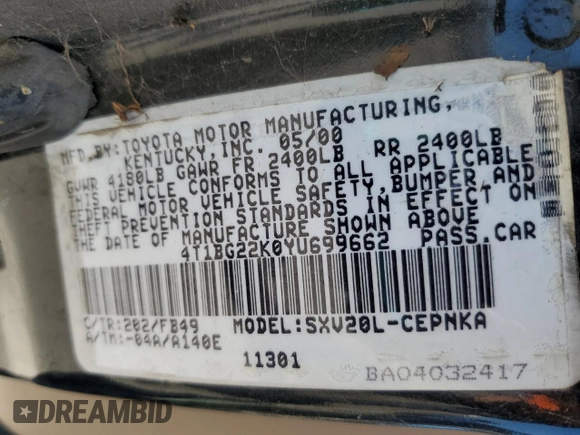 MFD. BY:TOYOTA MOTOR MANUFACTURING,
KENTUCKY, INC. 05/00
GVWR 4180LB GAWR FR 2400LB RR 2400LB
THIS VEHICLE CONFORMS TO ALL APPLICABLE
FEDERAL MOTOR VEHICLE SAFETY, BUMPER, AND
THEFT PREVENTION STANDARDS IN EFFECT ON
THE DATE OF MANUFACTURE SHOWN ABOVE.
4T1BG22K0YU699662 PASS.CAR
C/TR:202/FB49 MODEL:SXV20L-CEPNKA
A/TM:-04A/A140E
11301
BA04032417
DREAMBID